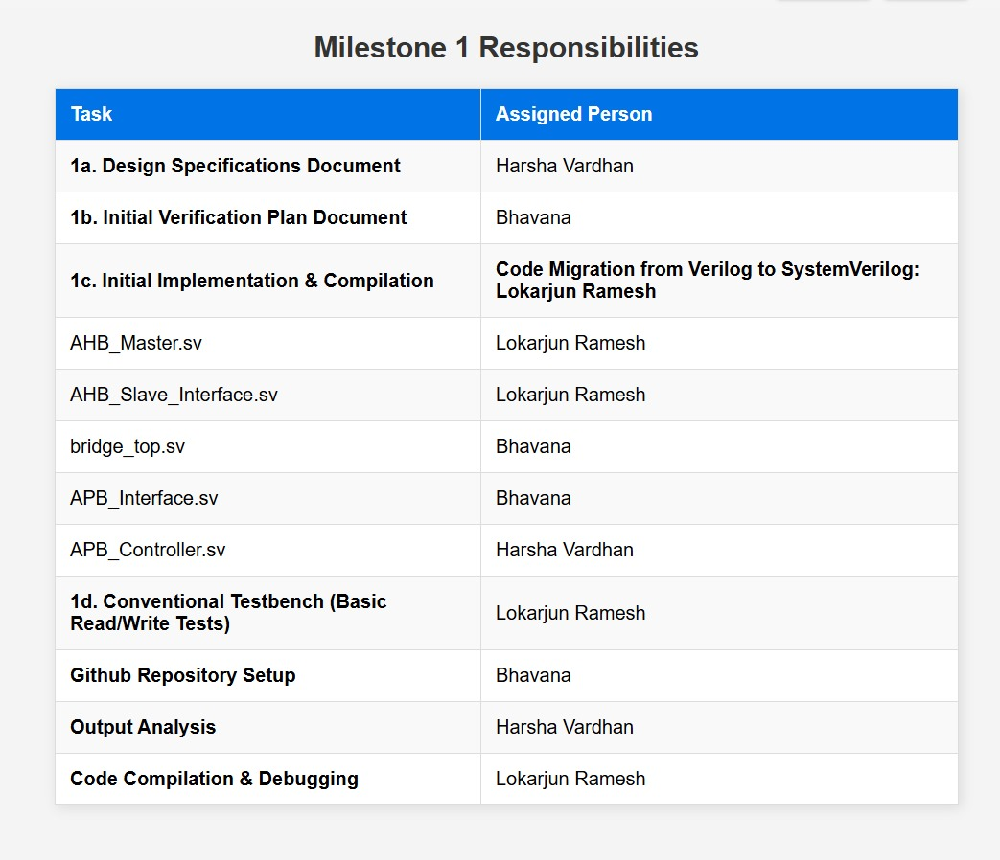 Milestone 1 Responsibilities
Task
Assigned Person
1a. Design Specifications Document
Harsha Vardhan
1b. Initial Verification Plan Document
Bhavana
1c. Initial Implementation & Compilation
Code Migration from Verilog to SystemVerilog:
Lokarjun Ramesh
AHB_Master.sv
Lokarjun Ramesh
AHB_Slave_Interface.sv
Lokarjun Ramesh
bridge_top.sv
Bhavana
APB_Interface.sv
Bhavana
APB_Controller.sv
Harsha Vardhan
1d. Conventional Testbench (Basic
Read/Write Tests)
Lokarjun Ramesh
Github Repository Setup
Bhavana
Output Analysis
Harsha Vardhan
Code Compilation & Debugging
Lokarjun Ramesh